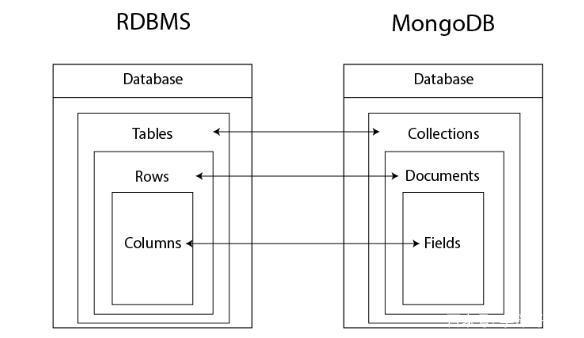 RDBMS
MongoDB
Database
Database
Tables
Collections
Rows
Documents
Columns
Fields